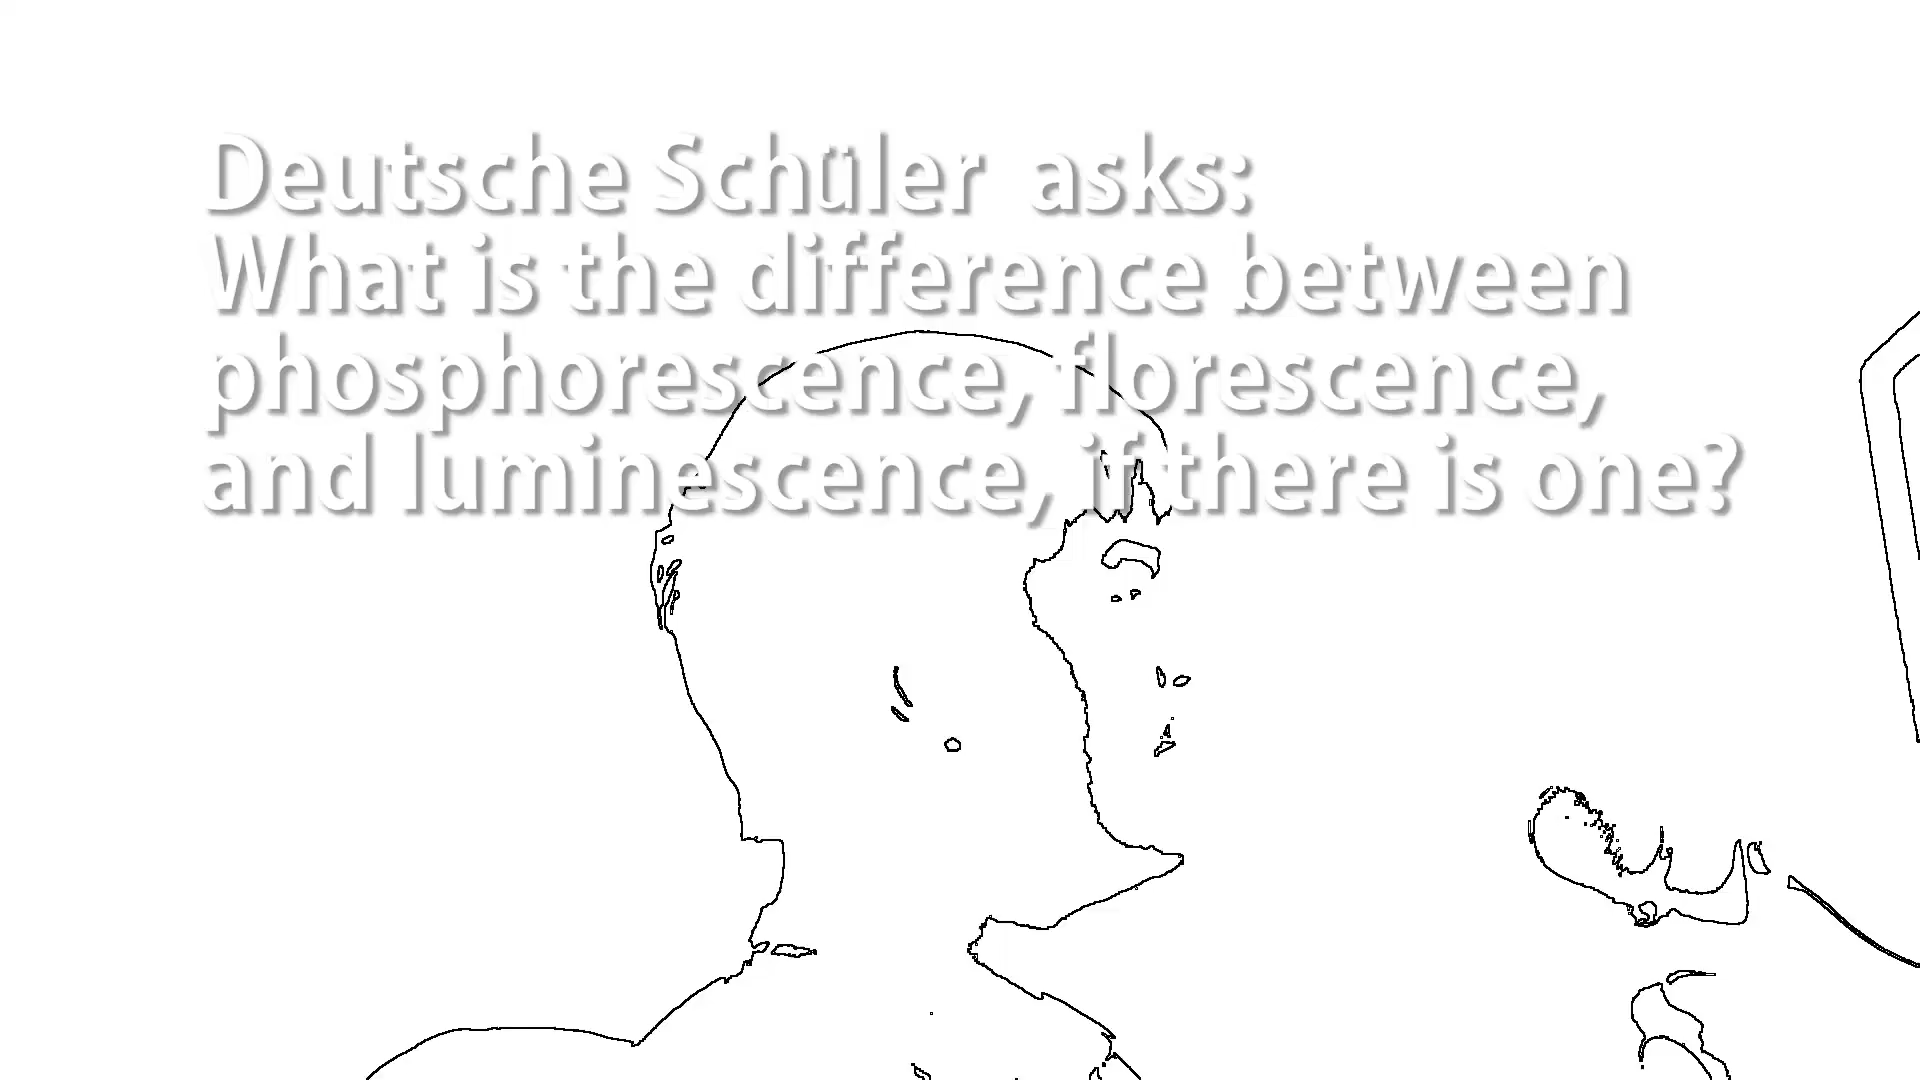 Deutsche Schüler asks:
What is the difference between
phosphorescence, florescence,
and luminescence, if there is one?